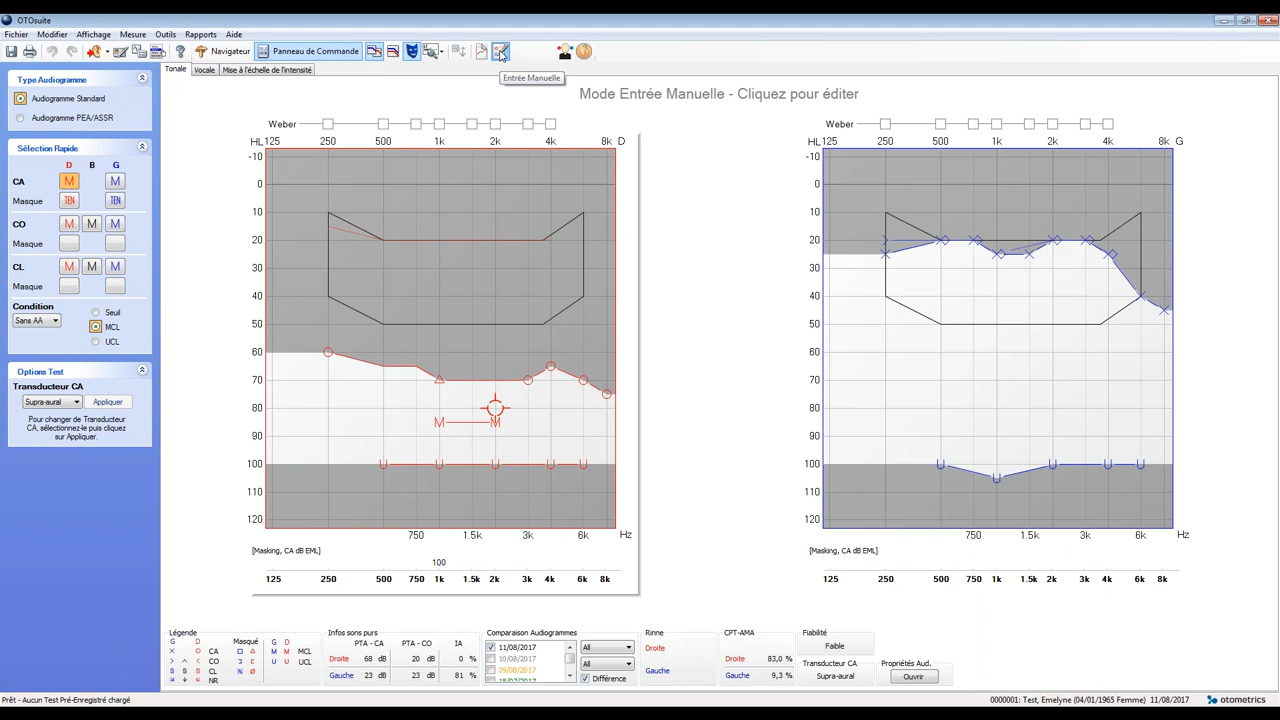 OTOsuite
Fichier Modifier Affichage Mesure Outils Rapports Aide
Navigateur Panneau de Commande
Entrée Manuelle
Tonale Vocale Mise à l'échelle de l'intensité
Type Audiogramme
Audiogramme Standard
Audiogramme PEA/ASSR
Sélection Rapide
D B G
CA M M
Masque TEN TEN
CO M M M
Masque
CL M M M
Masque
Condition
Sans AA
Seuil
MCL
UCL
Options Test
Transducteur CA
Supra-aural Appliquer
Pour changer de Transducteur
CA, sélectionnez-le puis cliquez
sur Appliquer.
Mode Entrée Manuelle - Cliquez pour éditer
Weber
HL 125 250 500 1k 2k 4k 8k D
-10
0
10
20
30
40
50
60
70
80
90
100
110
120
M M
U U U U U
750 1.5k 3k 6k Hz
[Masking, CA dB EML]
100
125 250 500 750 1k 1.5k 2k 3k 4k 6k 8k
Weber
HL 125 250 500 1k 2k 4k 8k G
-10
0
10
20
30
40
50
60
70
80
90
100
110
120
U U U U U
750 1.5k 3k 6k Hz
[Masking, CA dB EML]
125 250 500 750 1k 1.5k 2k 3k 4k 6k 8k
Légende
G D Masqué G D
CA
CO
CL
NR
M M MCL
U U UCL
Infos sons purs
PTA - CA PTA - CO IA
Droite 68 dB 20 dB 0 %
Gauche 23 dB 23 dB 81 %
Comparaison Audiogrammes
11/08/2017
10/08/2017
09/08/2017
All
All
Différence
Rinne
Droite
Gauche
CPT-AMA
Droite 83,0 %
Gauche 9,3 %
Fiabilité
Faible
Transducteur CA
Supra-aural
Propriétés Aud.
Ouvrir
Prêt - Aucun Test Pré-Enregistré chargé
0000001: Test, Emelyne (04/01/1965 Femme) 11/08/2017
otometrics